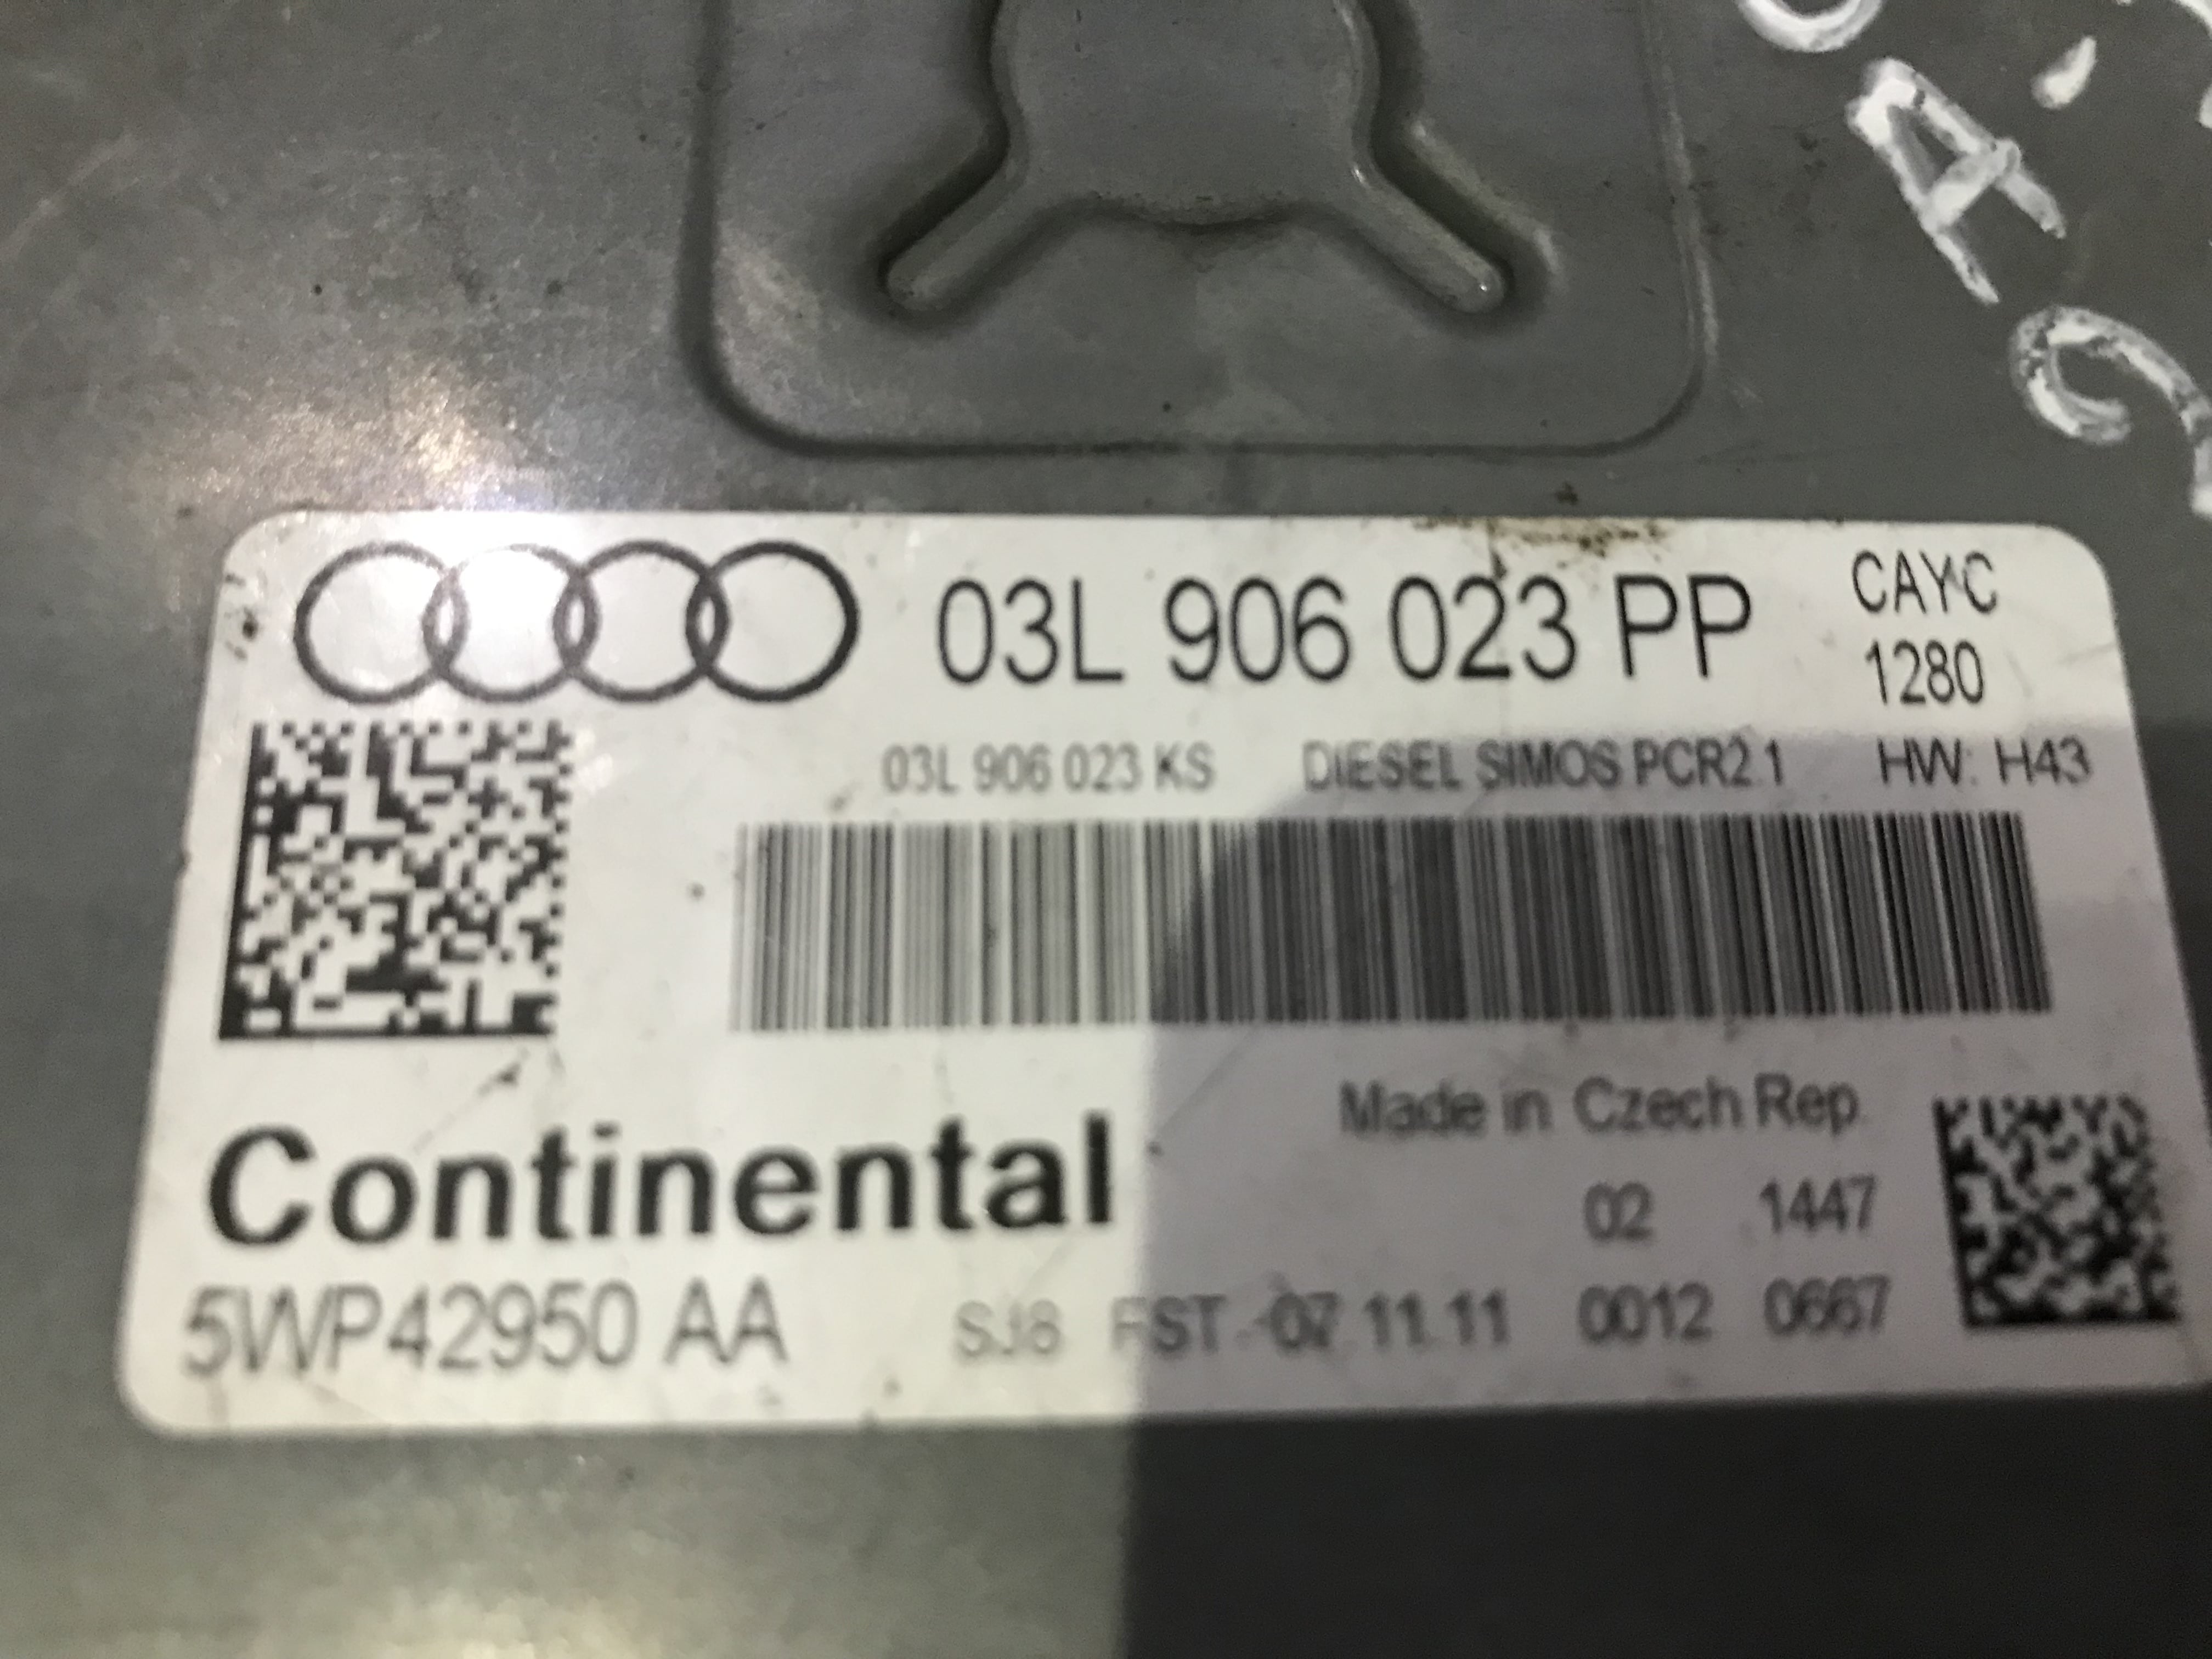 A
03L 906 023 PP
CAYC
1280
03L 906 023 KS DIESEL SIMOS PCR2.1 HW: H43
Made in Czech Rep.
Continental
02 1447
5WP42950 AA SJ8 FST 07.11.11 0012 0667